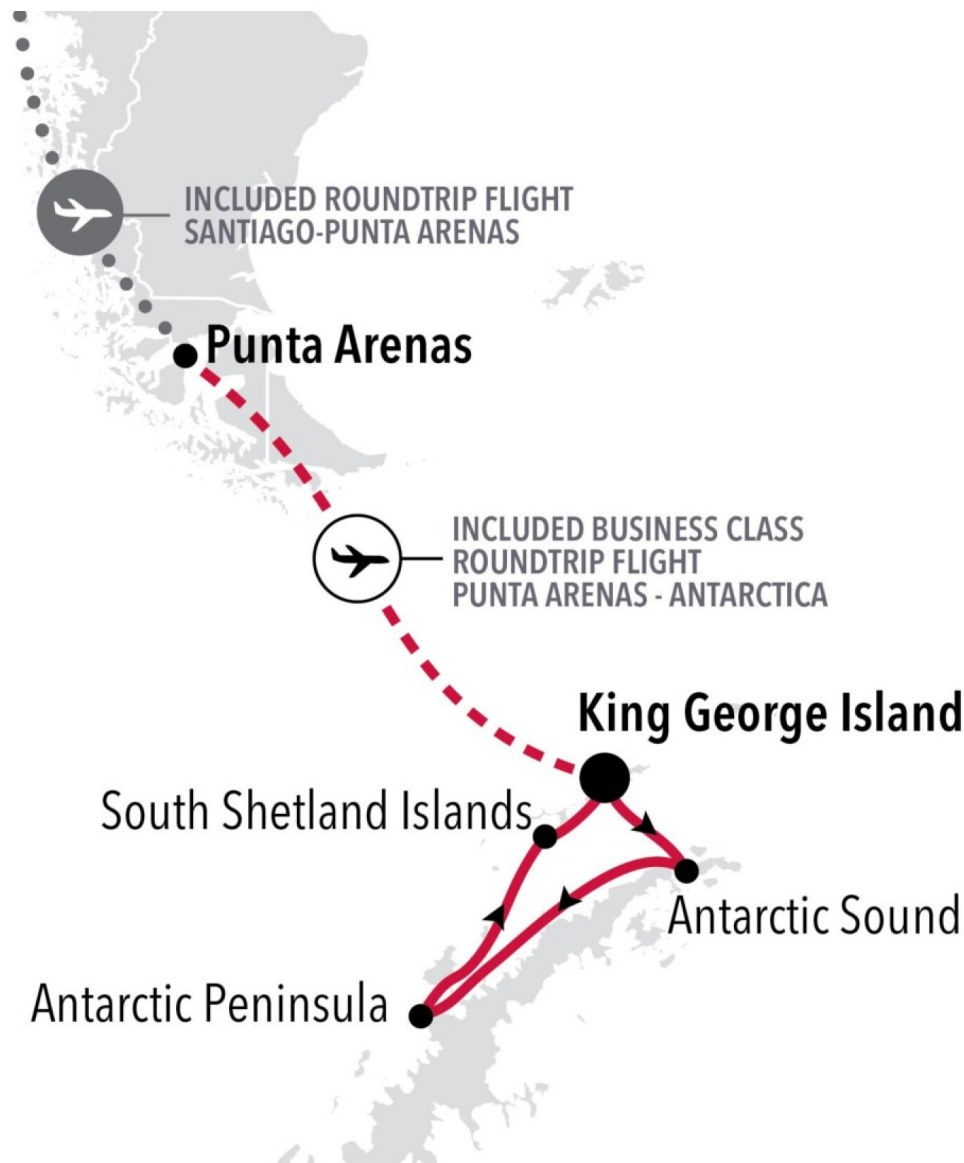 INCLUDED ROUNDTRIP FLIGHT
SANTIAGO-PUNTA ARENAS
Punta Arenas
INCLUDED BUSINESS CLASS
ROUNDTRIP FLIGHT
PUNTA ARENAS - ANTARCTICA
King George Island
South Shetland Islands
Antarctic Sound
Antarctic Peninsula